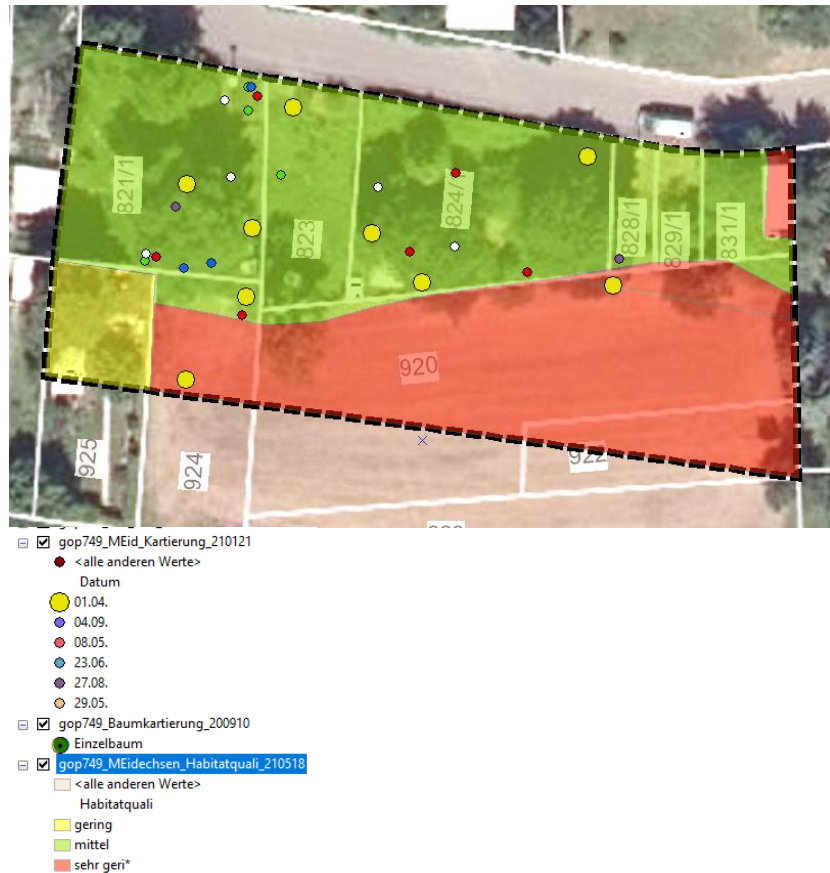 821/1
823
824/1
828/1
829/1
831/1
920
925
924
922
gop749_MEid_Kartierung_210121
<alle anderen Werte>
Datum
01.04.
04.09.
08.05.
23.06.
27.08.
29.05.
gop749_Baumkartierung_200910
Einzelbaum
gop749_MEidechsen_Habitatquali_210518
<alle anderen Werte>
Habitatquali
gering
mittel
sehr geri*